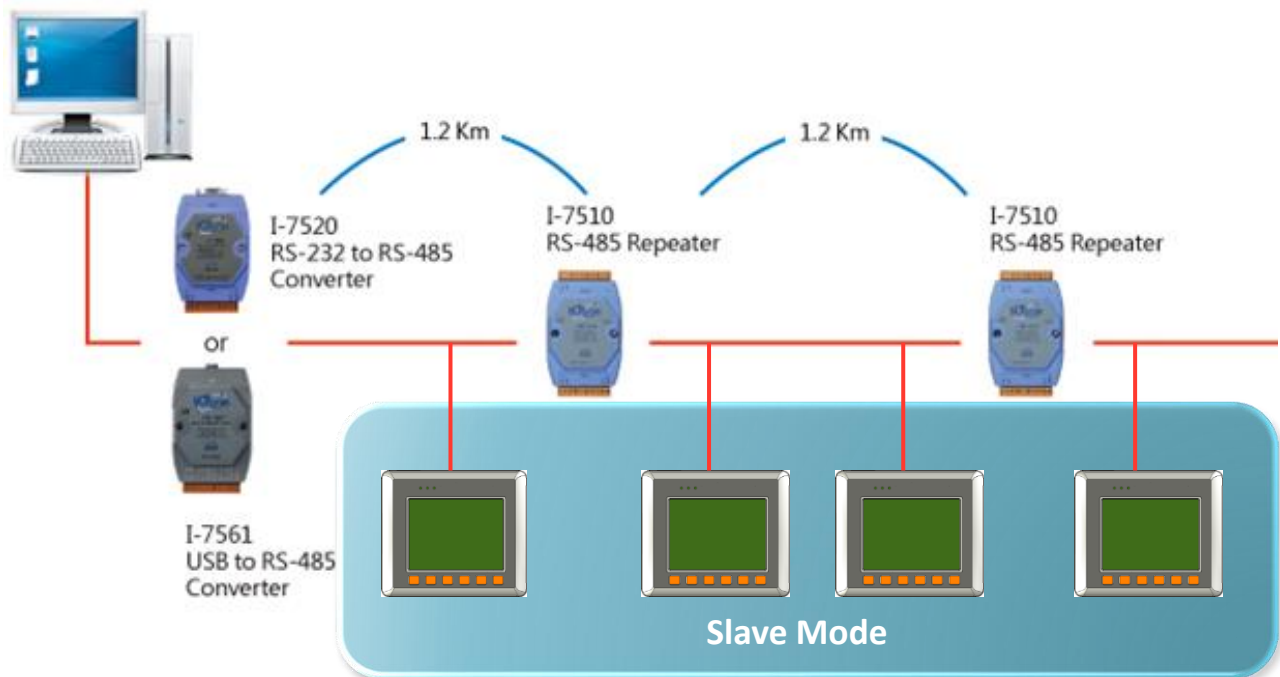 1.2 Km
1.2 Km
I-7520
RS-232 to RS-485
Converter
I-7510
RS-485 Repeater
I-7510
RS-485 Repeater
or
I-7561
USB to RS-485
Converter
Slave Mode